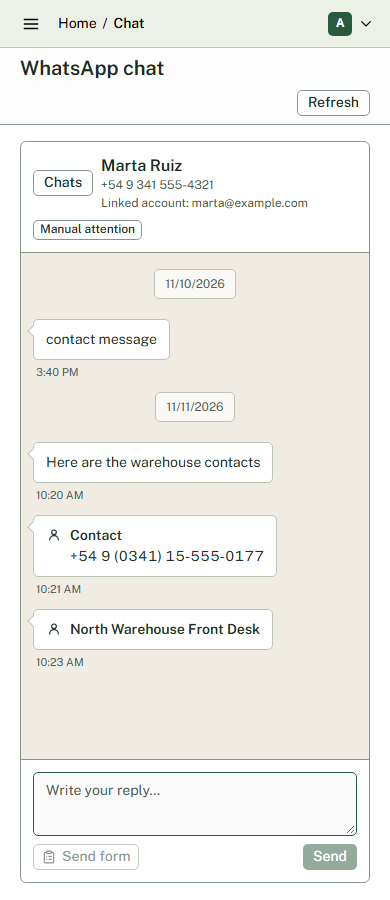 Home / Chat
A
WhatsApp chat
Refresh
Chats
Marta Ruiz
+54 9 341 555-4321
Linked account: marta@example.com
Manual attention
11/10/2026
contact message
3:40 PM
11/11/2026
Here are the warehouse contacts
10:20 AM
Contact
+54 9 (0341) 15-555-0177
10:21 AM
North Warehouse Front Desk
10:23 AM
Write your reply...
Send form
Send